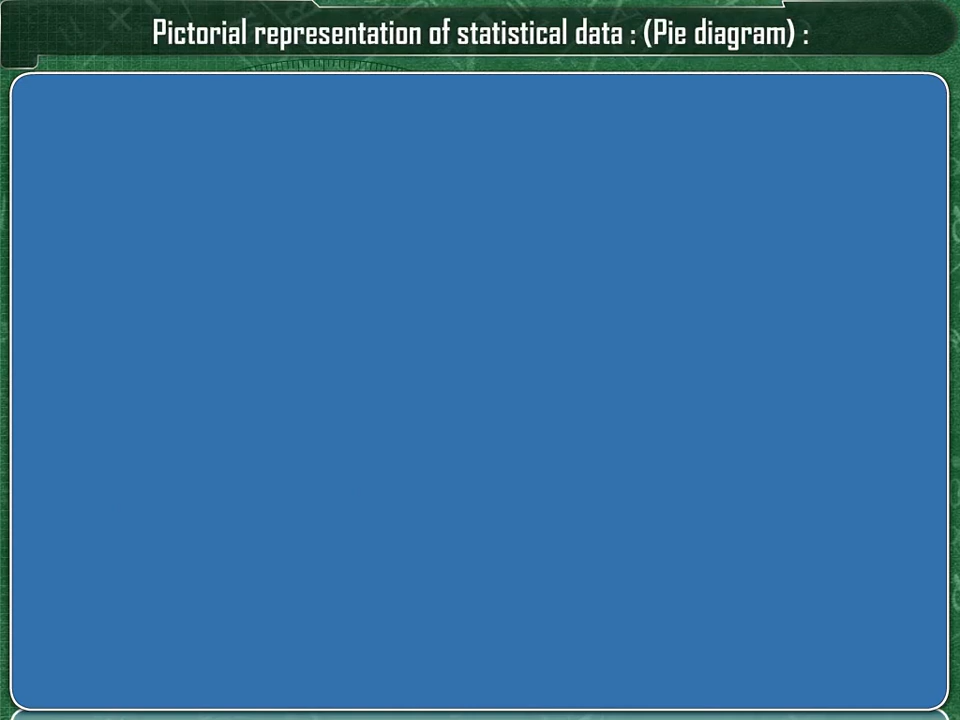 Pictorial representation of statistical data : (Pie diagram) :